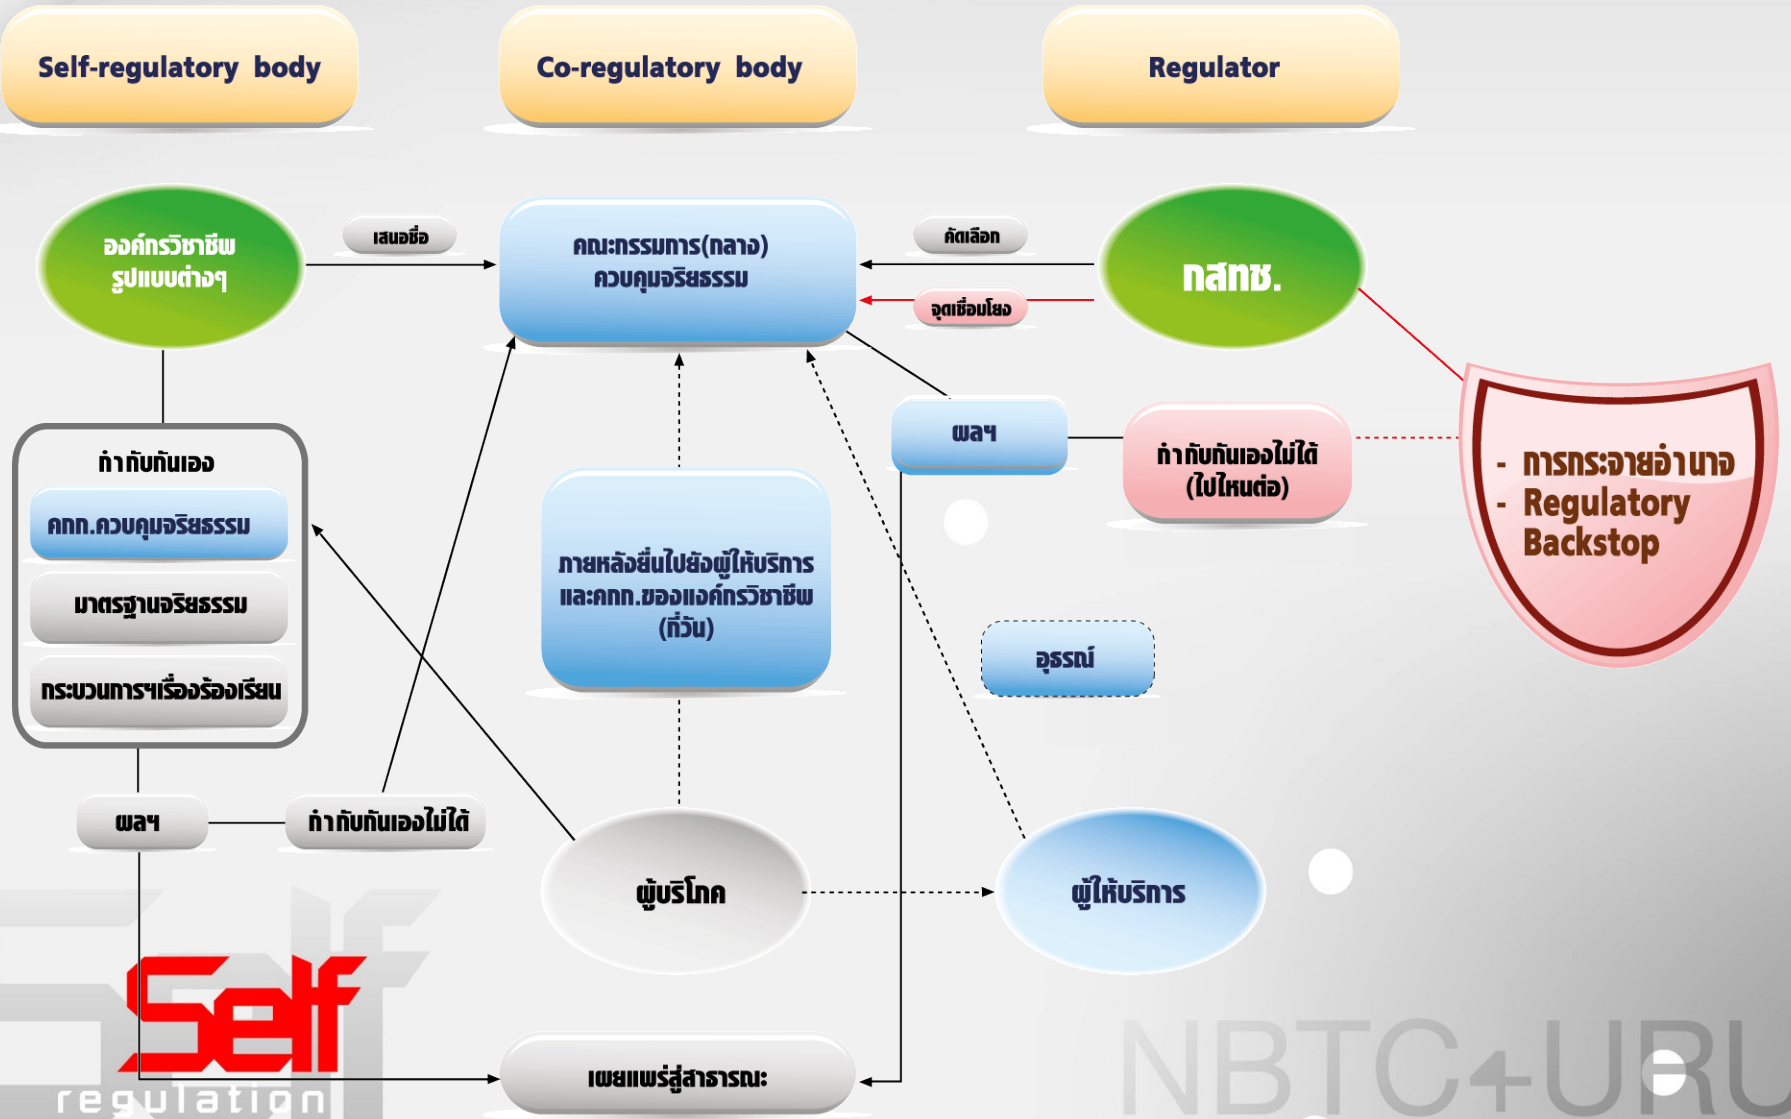 Self-regulatory body
Co-regulatory body
Regulator
องค์กรวิชาชีพ
รูปแบบต่างๆ
เสนอชื่อ
คณะกรรมการ(กลาง)
ควบคุมจริยธรรม
คัดเลือก
จุดเชื่อมโยง
กสทช.
กำกับกันเอง
คกก.ควบคุมจริยธรรม
มาตรฐานจริยธรรม
กระบวนการฯเรื่องร้องเรียน
ผลฯ
กำกับกันเองไม่ได้
(ไปไหนต่อ)
- การกระจายอำนาจ
- Regulatory
Backstop
ภายหลังยื่นไปยังผู้ให้บริการ
และคกก.ของแงค์กรวิชาชีพ
(กี่วัน)
อุธรณ์
ผลฯ
กำกับกันเองไม่ได้
ผู้บริโภค
ผู้ให้บริการ
เผยแพร่สู่สาธารณะ
Self
regulation
NBTC4URU